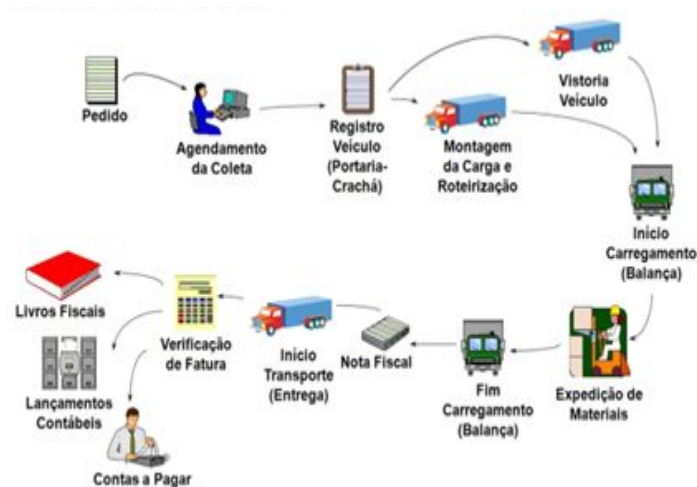 Pedido
Agendamento
da Coleta
Registro
Veículo
(Portaria-
Crachá)
Montagem
da Carga e
Roteirização
Vistoria
Veículo
Início
Carregamento
(Balança)
Expedição de
Materiais
Fim
Carregamento
(Balança)
Nota Fiscal
Início
Transporte
(Entrega)
Verificação
de Fatura
Livros Fiscais
Lançamentos
Contábeis
Contas a Pagar